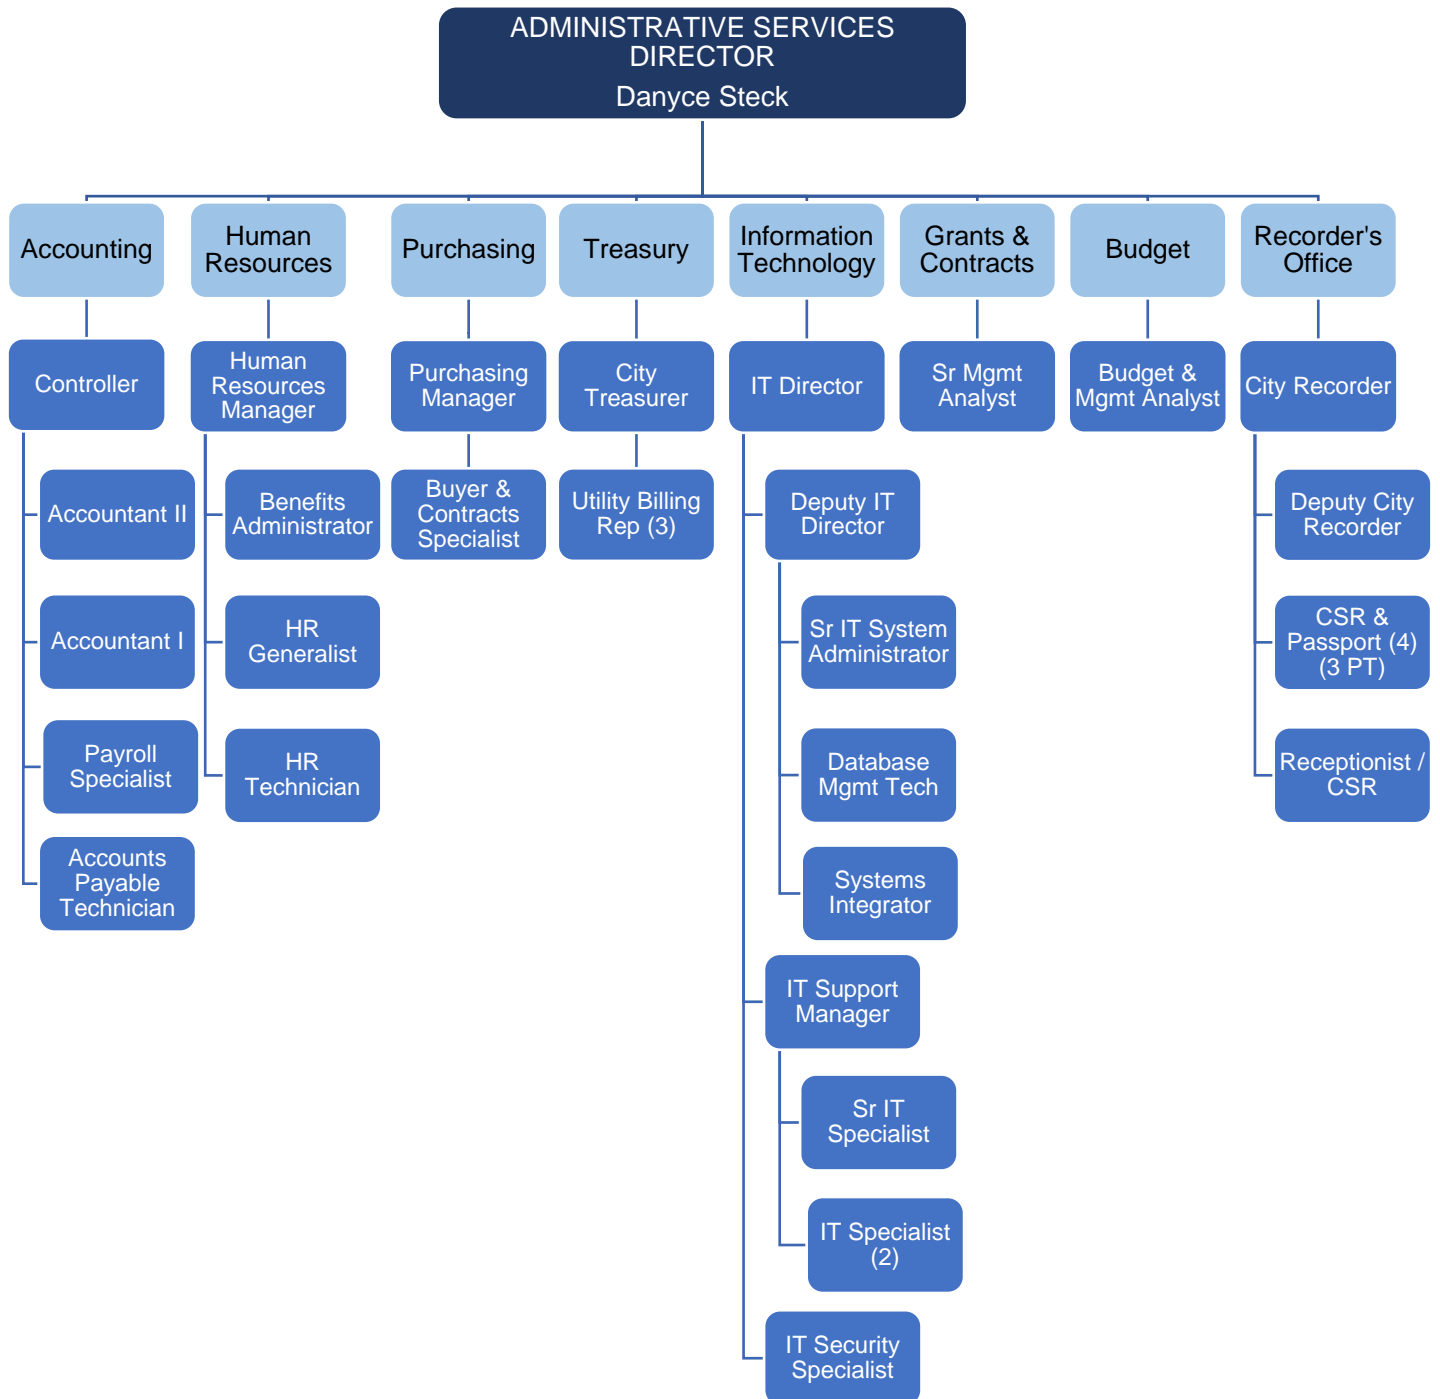 ADMINISTRATIVE SERVICES
DIRECTOR
Danyce Steck
Accounting
Human
Resources
Purchasing
Treasury
Information
Technology
Grants &
Contracts
Budget
Recorder's
Office
Controller
Human
Resources
Manager
Purchasing
Manager
City
Treasurer
IT Director
Sr Mgmt
Analyst
Budget &
Mgmt Analyst
City Recorder
Accountant II
Benefits
Administrator
Buyer &
Contracts
Specialist
Utility Billing
Rep (3)
Deputy IT
Director
Deputy City
Recorder
Accountant I
HR
Generalist
Sr IT System
Administrator
CSR &
Passport (4)
(3 PT)
Payroll
Specialist
HR
Technician
Database
Mgmt Tech
Receptionist /
CSR
Accounts
Payable
Technician
Systems
Integrator
IT Support
Manager
Sr IT
Specialist
IT Specialist
(2)
IT Security
Specialist